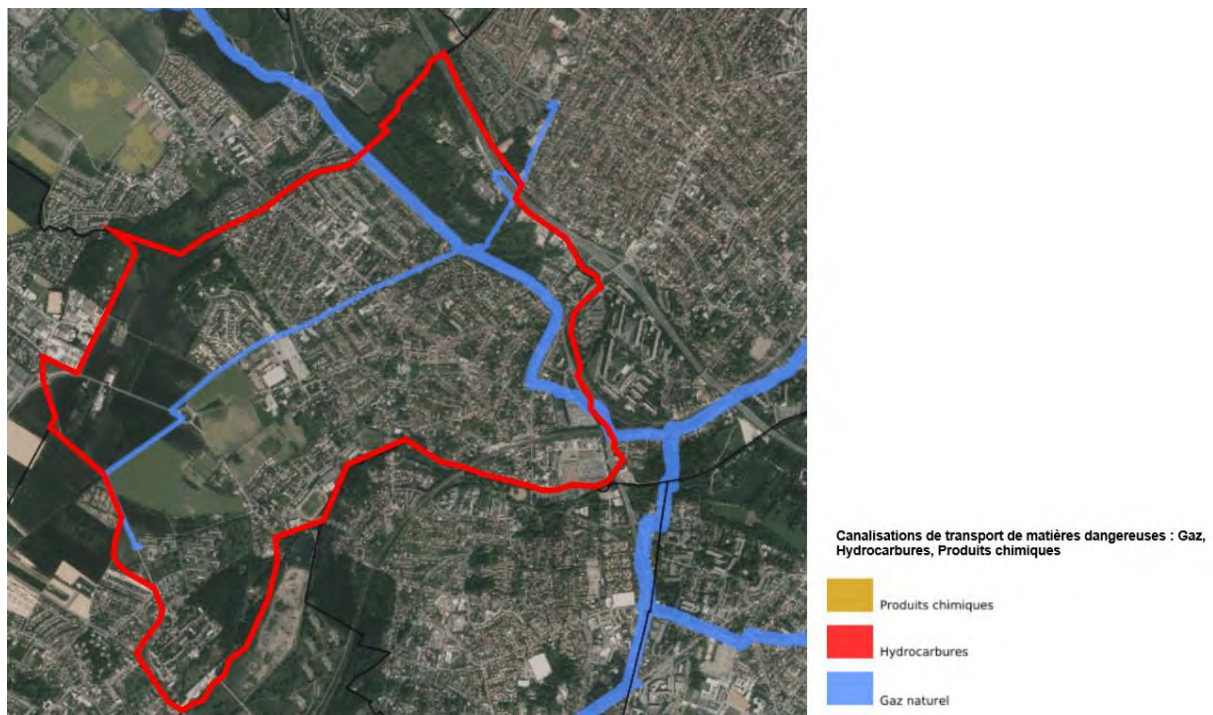 Canalisations de transport de matières dangereuses : Gaz,
Hydrocarbures, Produits chimiques
Produits chimiques
Hydrocarbures
Gaz naturel